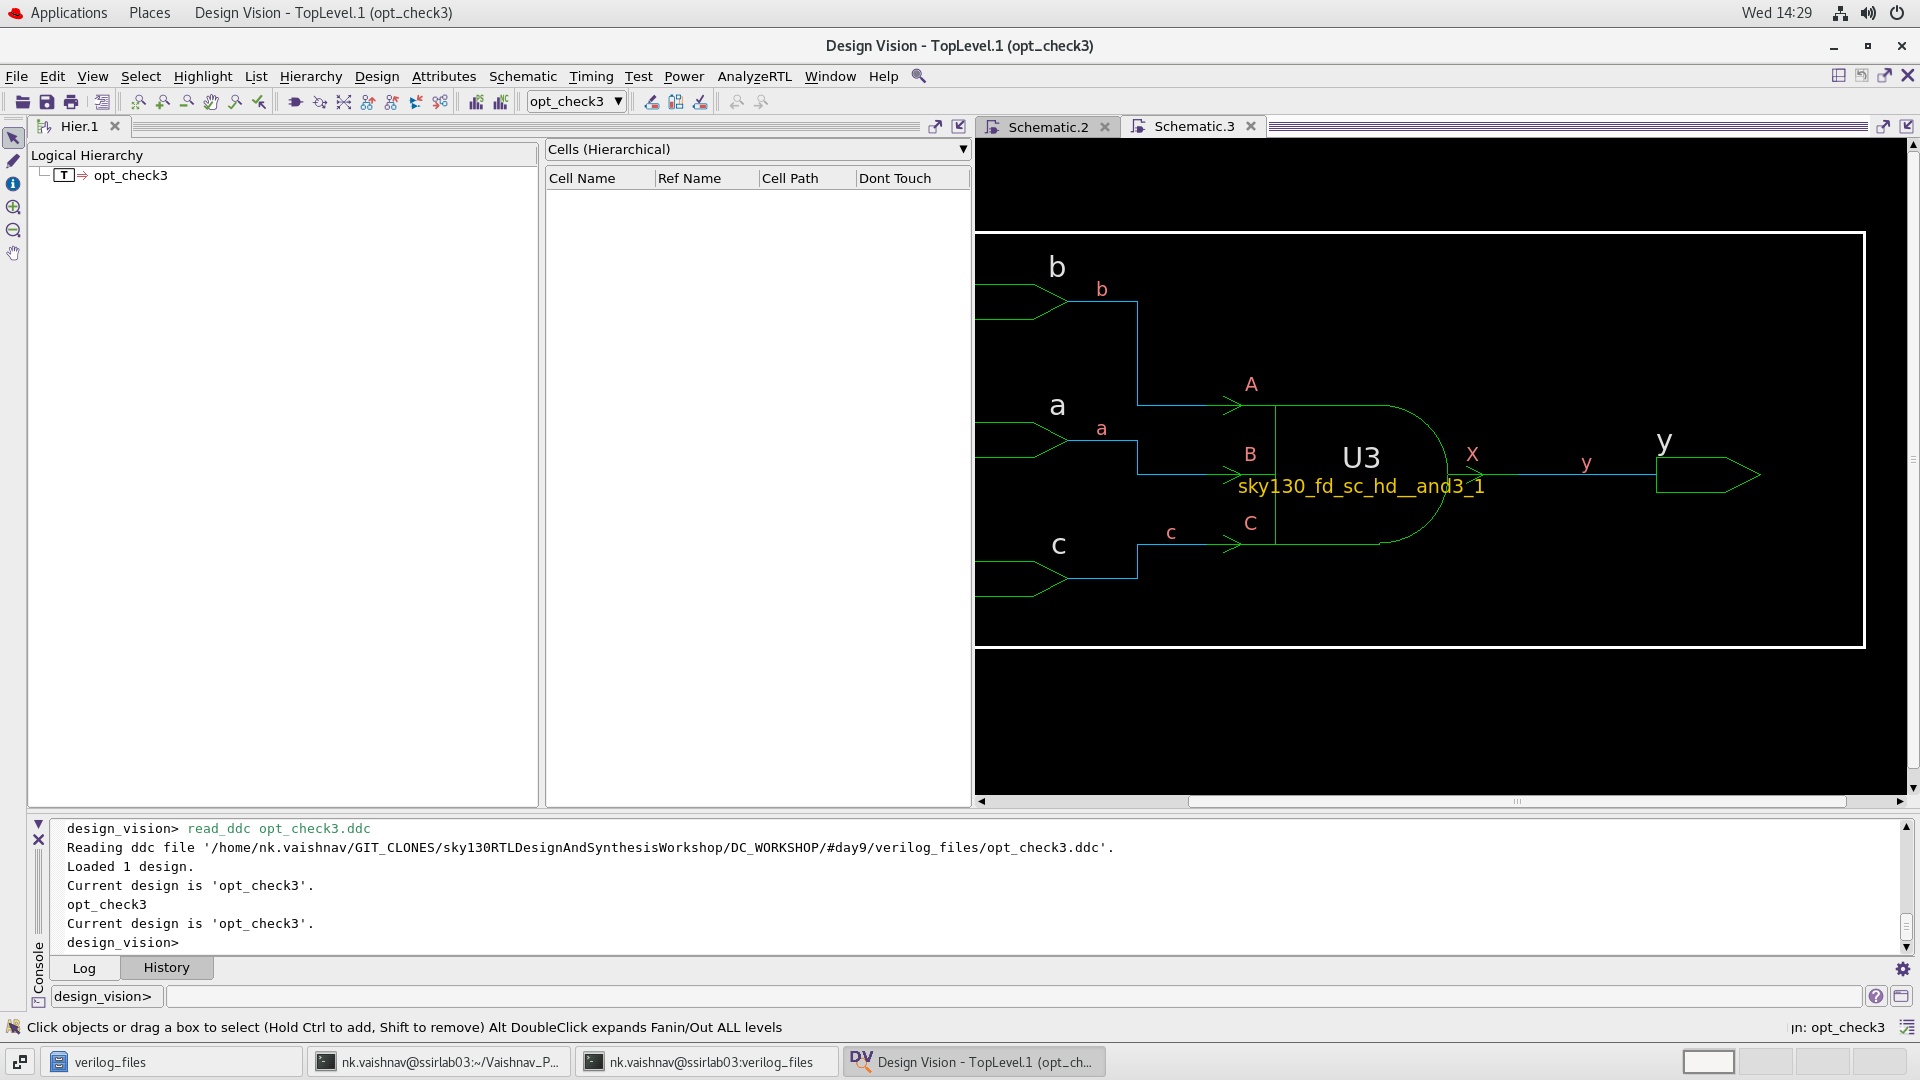 Applications Places Design Vision - TopLevel.1 (opt_check3) Wed 14:29
Design Vision - TopLevel.1 (opt_check3)
File Edit View Select Highlight List Hierarchy Design Attributes Schematic Timing Test Power AnalyzeRTL Window Help
opt_check3
Hier.1 Schematic.2 Schematic.3
Logical Hierarchy Cells (Hierarchical)
T opt_check3 Cell Name Ref Name Cell Path Dont Touch
b
b
A
a
a
y
B U3 X y
sky130_fd_sc_hd__and3_1
C
c
c
design_vision> read_ddc opt_check3.ddc
Reading ddc file '/home/nk.vaishnav/GIT_CLONES/sky130RTLDesignAndSynthesisWorkshop/DC_WORKSHOP/#day9/verilog_files/opt_check3.ddc'.
Loaded 1 design.
Current design is 'opt_check3'.
opt_check3
Current design is 'opt_check3'.
design_vision>
Console
Log History
design_vision>
Click objects or drag a box to select (Hold Ctrl to add, Shift to remove) Alt DoubleClick expands Fanin/Out ALL levels n: opt_check3
verilog_files nk.vaishnav@ssirlab03:~/Vaishnav_P... nk.vaishnav@ssirlab03:verilog_files DV Design Vision - TopLevel.1 (opt_ch...